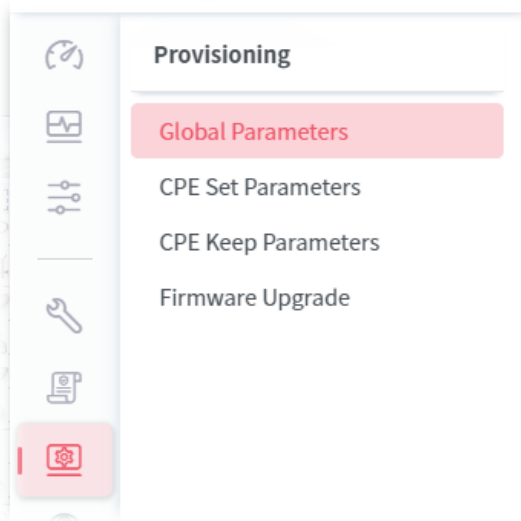 Provisioning
Global Parameters
CPE Set Parameters
CPE Keep Parameters
Firmware Upgrade